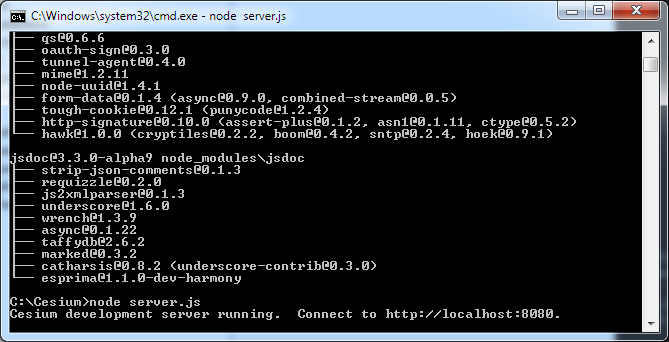 C:\Windows\system32\cmd.exe - node  server.js
├── qs@0.6.6
├── oauth-sign@0.3.0
├── tunnel-agent@0.4.0
├── mime@1.2.11
├── node-uuid@1.4.1
├── form-data@0.1.4 (async@0.9.0, combined-stream@0.0.5)
├── tough-cookie@0.12.1 (punycode@1.2.4)
├── http-signature@0.10.0 (assert-plus@0.1.2, asn1@0.1.11, ctype@0.5.2)
└── hawk@1.0.0 (cryptiles@0.2.2, boom@0.4.2, sntp@0.2.4, hoek@0.9.1)
jsdoc@3.3.0-alpha9 node_modules\jsdoc
├── strip-json-comments@0.1.3
├── requizzle@0.2.0
├── js2xmlparser@0.1.3
├── underscore@1.6.0
├── wrench@1.3.9
├── async@0.1.22
├── taffydb@2.6.2
├── marked@0.3.2
├── catharsis@0.8.2 (underscore-contrib@0.3.0)
└── esprima@1.1.0-dev-harmony
C:\Cesium>node server.js
Cesium development server running.  Connect to http://localhost:8080.